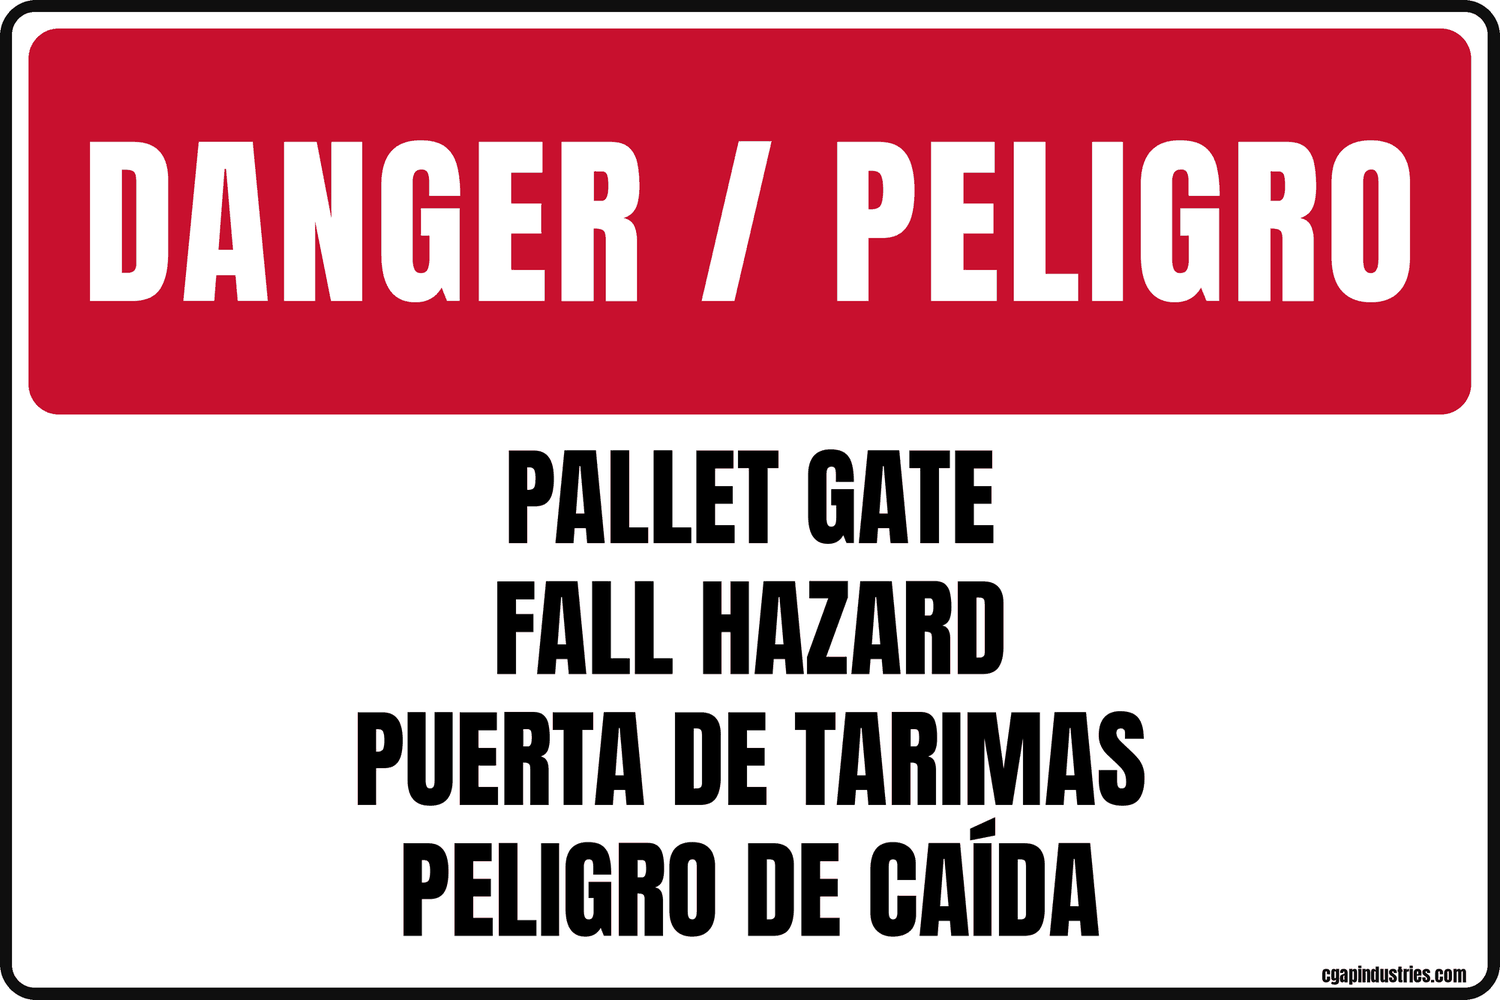 DANGER / PELIGRO
PALLET GATE
FALL HAZARD
PUERTA DE TARIMAS
PELIGRO DE CAÍDA
cgapindustries.com